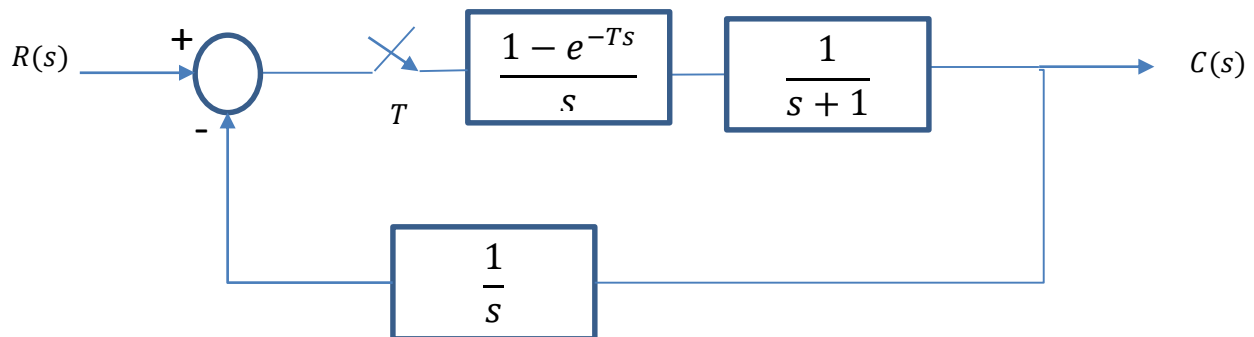 R(s)
+
-
T
1 − e^{−Ts}
s
1
s + 1
C(s)
1
s